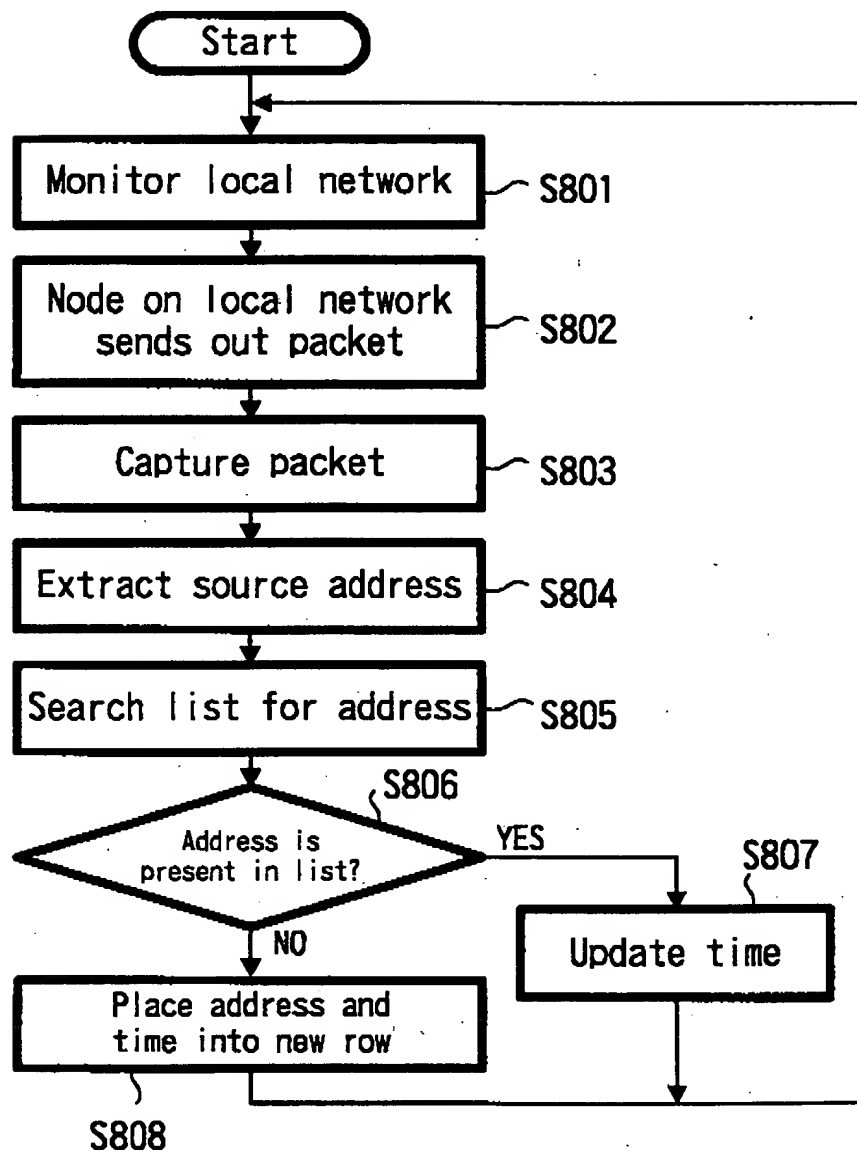 Start
Monitor local network
S801
Node on local network
sends out packet
S802
Capture packet
S803
Extract source address
S804
Search list for address
S805
S806
Address is
present in list?
YES
S807
Update time
NO
Place address and
time into new row
S808